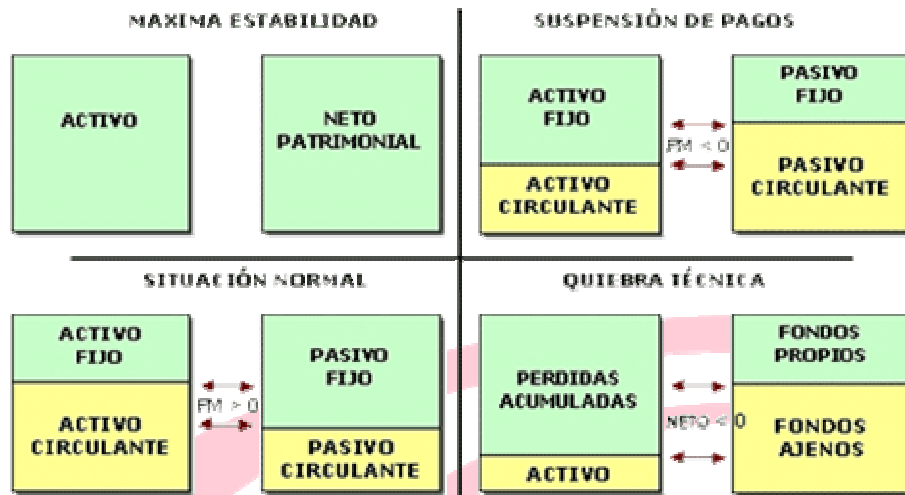 MAXIMA ESTABILIDAD
ACTIVO
NETO
PATRIMONIAL
SUSPENSIÓN DE PAGOS
ACTIVO
FIJO
ACTIVO
CIRCULANTE
FM < 0
PASIVO
FIJO
PASIVO
CIRCULANTE
SITUACIÓN NORMAL
ACTIVO
FIJO
ACTIVO
CIRCULANTE
FM > 0
PASIVO
FIJO
PASIVO
CIRCULANTE
QUIEBRA TÉCNICA
PERDIDAS
ACUMULADAS
ACTIVO
NETO < 0
FONDOS
PROPIOS
FONDOS
AJENOS